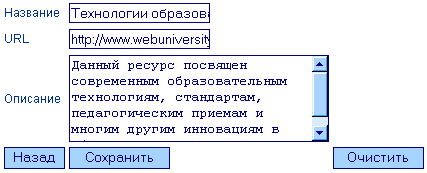 Название Технологии образова
URL http://www.webuniversity
Описание
Данный ресурс посвящен
современным образовательным
технологиям, стандартам,
педагогическим приемам и
многим другим инновациям в
Назад Сохранить Очистить